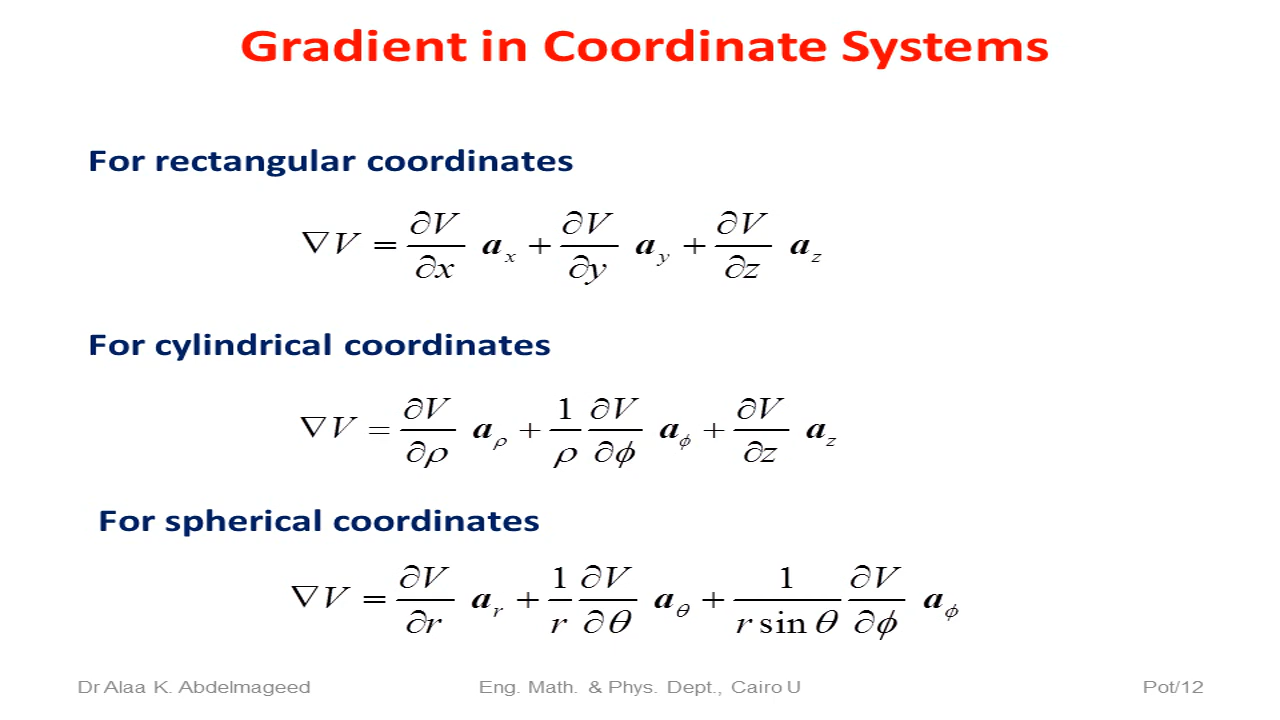 Gradient in Coordinate Systems
For rectangular coordinates
∇V = ∂V/∂x a_x + ∂V/∂y a_y + ∂V/∂z a_z
For cylindrical coordinates
∇V = ∂V/∂ρ a_ρ + 1/ρ ∂V/∂ϕ a_ϕ + ∂V/∂z a_z
For spherical coordinates
∇V = ∂V/∂r a_r + 1/r ∂V/∂θ a_θ + 1/(r sin θ) ∂V/∂ϕ a_ϕ
Dr Alaa K. Abdelmageed Eng. Math. & Phys. Dept., Cairo U Pot/12